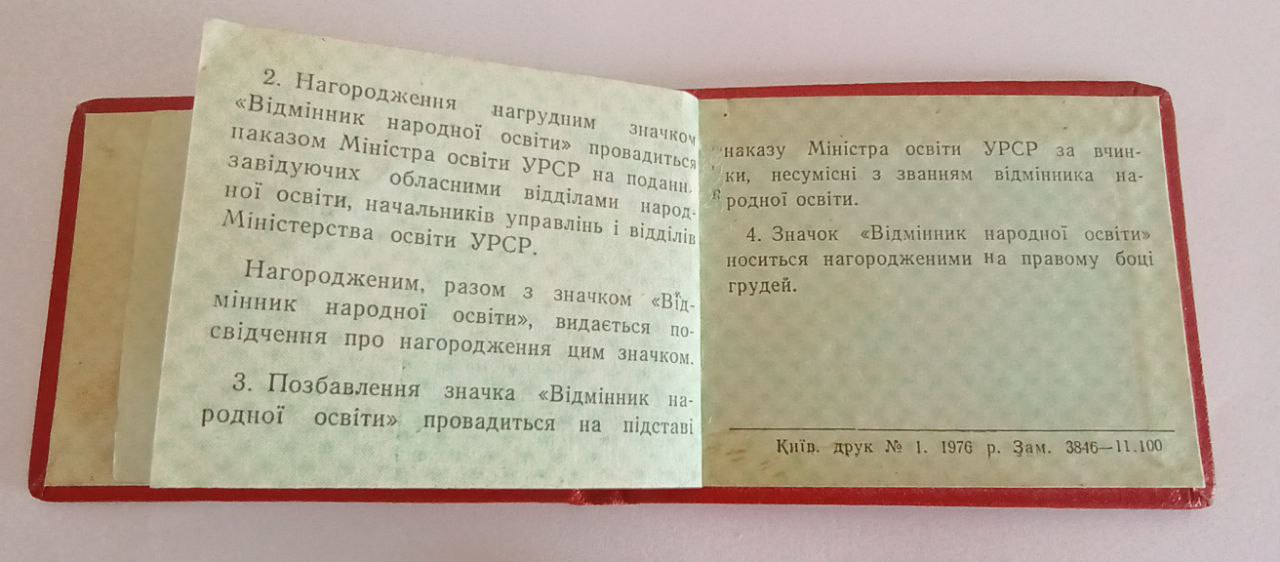 2. Нагородження нагрудним значком
«Відмінник народної освіти» провадиться
наказом Міністра освіти УРСР на поданн
завідуючих обласними відділами народ-
ної освіти, начальників управлінь і відділів
Міністерства освіти УРСР.
Нагородженим, разом з значком «Від-
мінник народної освіти», видається по-
свідчення про нагородження цим значком.
3. Позбавлення значка «Відмінник на-
родної освіти» провадиться на підставі
наказу Міністра освіти УРСР за вчин-
ки, несумісні з званням відмінника на-
родної освіти.
4. Значок «Відмінник народної освіти»
носиться нагородженими на правому боці
грудей.
Київ. друк № 1. 1976 р. Зам. 3846—11.100